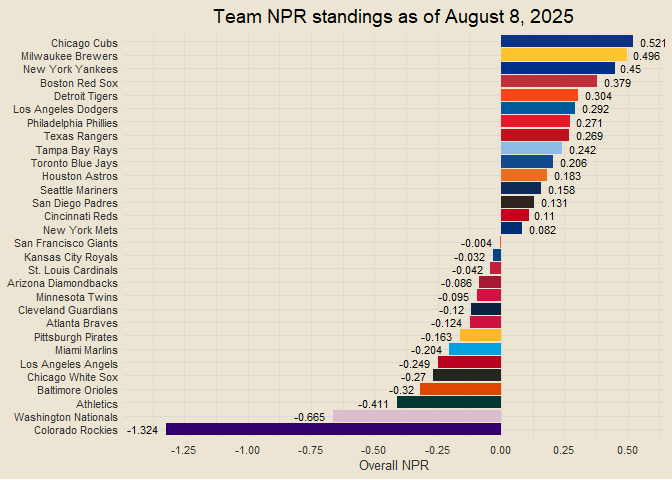 Team NPR standings as of August 8, 2025
Chicago Cubs 0.521
Milwaukee Brewers 0.496
New York Yankees 0.45
Boston Red Sox 0.379
Detroit Tigers 0.304
Los Angeles Dodgers 0.292
Philadelphia Phillies 0.271
Texas Rangers 0.269
Tampa Bay Rays 0.242
Toronto Blue Jays 0.206
Houston Astros 0.183
Seattle Mariners 0.158
San Diego Padres 0.131
Cincinnati Reds 0.11
New York Mets 0.082
San Francisco Giants -0.004
Kansas City Royals -0.032
St. Louis Cardinals -0.042
Arizona Diamondbacks -0.086
Minnesota Twins -0.095
Cleveland Guardians -0.12
Atlanta Braves -0.124
Pittsburgh Pirates -0.163
Miami Marlins -0.204
Los Angeles Angels -0.249
Chicago White Sox -0.27
Baltimore Orioles -0.32
Athletics -0.411
Washington Nationals -0.665
Colorado Rockies -1.324
-1.25 -1.00 -0.75 -0.50 -0.25 0.00 0.25 0.50
Overall NPR